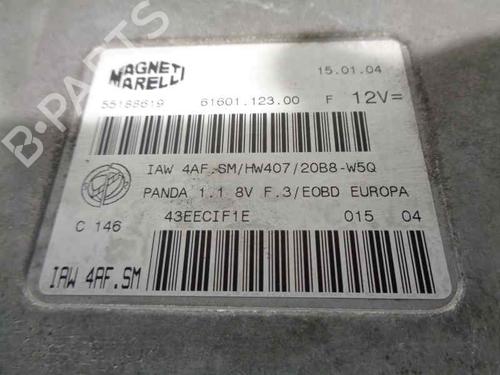 MAGNETI
MARELLI
15.01.04
55188619 61601.123.00 F 12V=
IAW 4AF.SM/HW407/20B8-W5Q
FIAT
PANDA 1.1 8V F.3/EOBD EUROPA
C 146 43EECIF1E 015 04
IAW 4AF.SM
B-PARTS